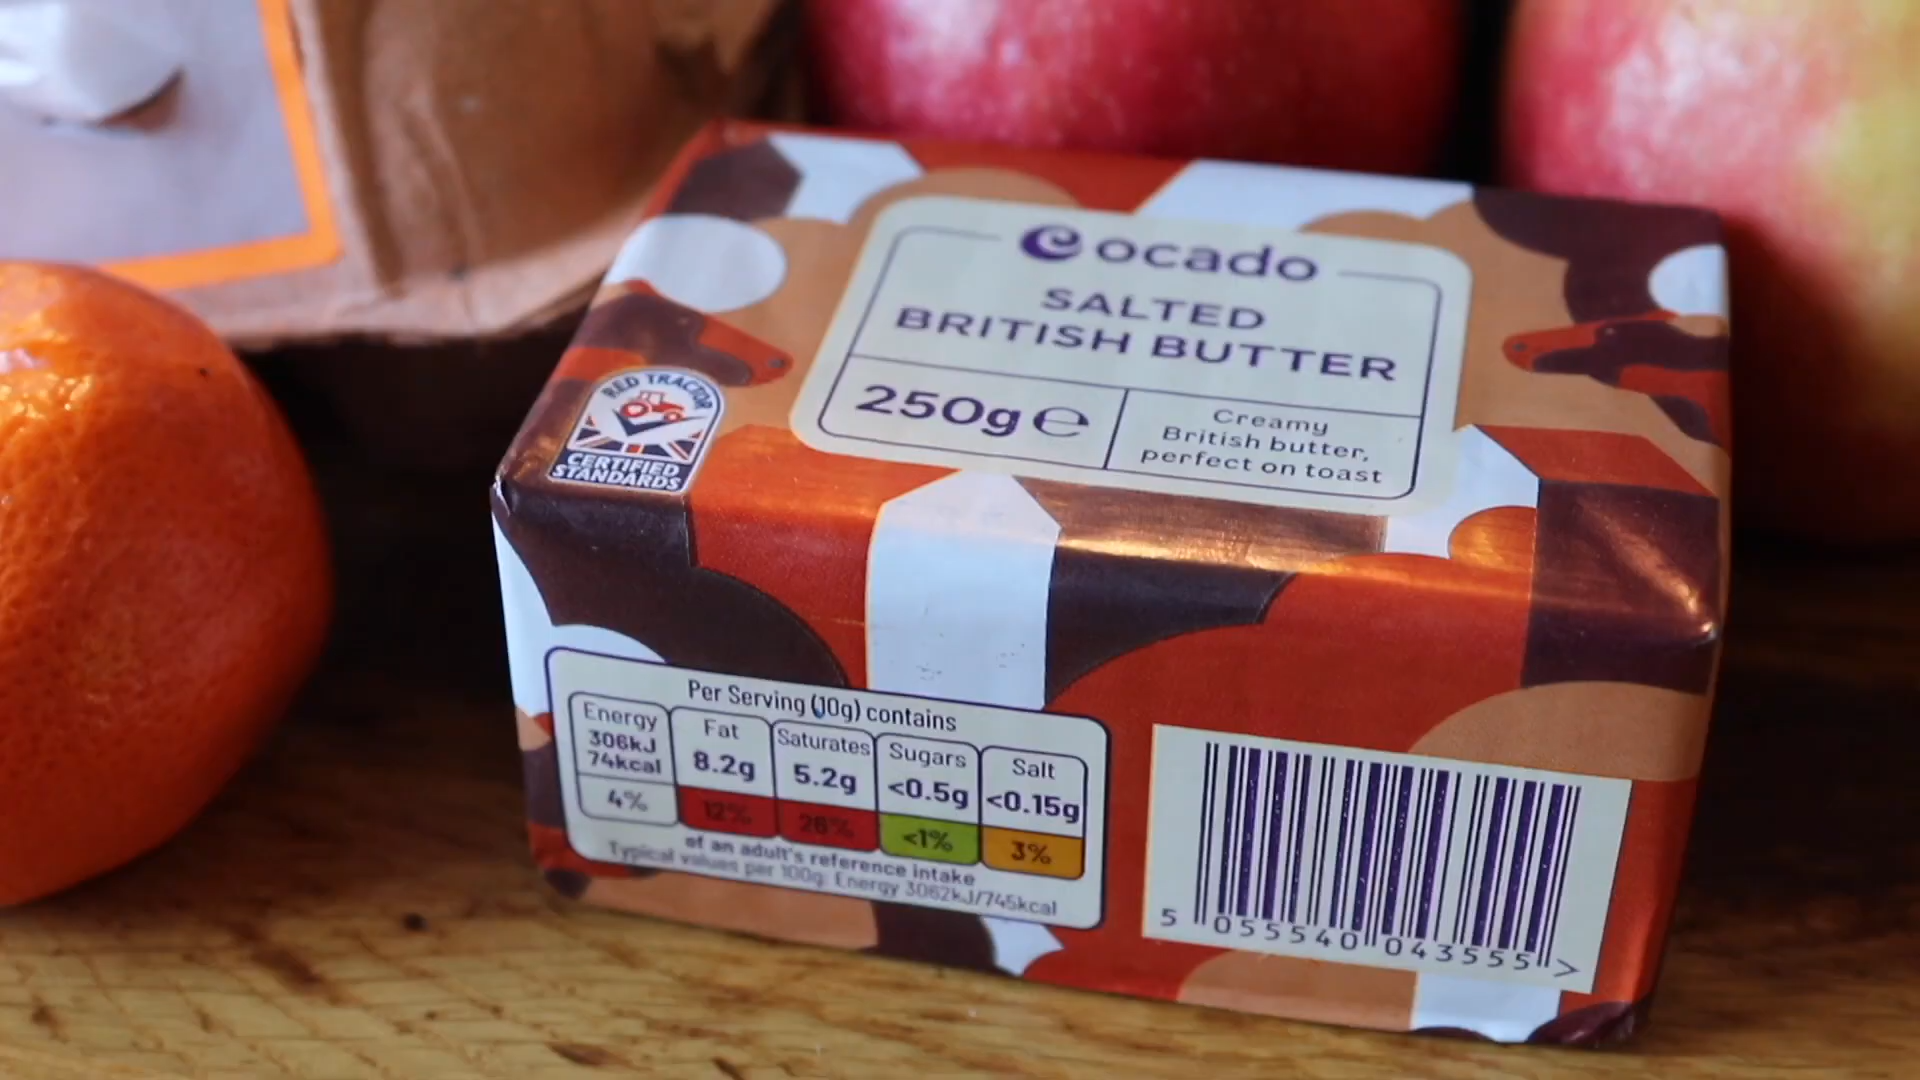 ocado
SALTED
BRITISH BUTTER
250g ℮
Creamy
British butter,
perfect on toast
RED TRACTOR
CERTIFIED
STANDARDS
Per Serving (10g) contains
Energy
306kJ
74kcal
4%
Fat
8.2g
12%
Saturates
5.2g
26%
Sugars
<0.5g
<1%
Salt
<0.15g
3%
of an adult's reference intake
Typical values per 100g: Energy 3062kJ/745kcal
5 055540 043555 >